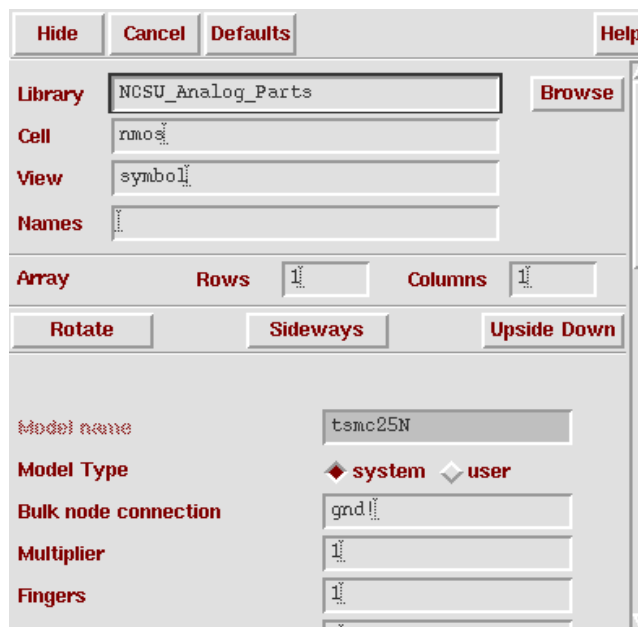 Hide Cancel Defaults Help
Library NCSU_Analog_Parts Browse
Cell nmos
View symbol
Names
Array Rows 1 Columns 1
Rotate Sideways Upside Down
Model name tsmc25N
Model Type system user
Bulk node connection gnd!
Multiplier 1
Fingers 1